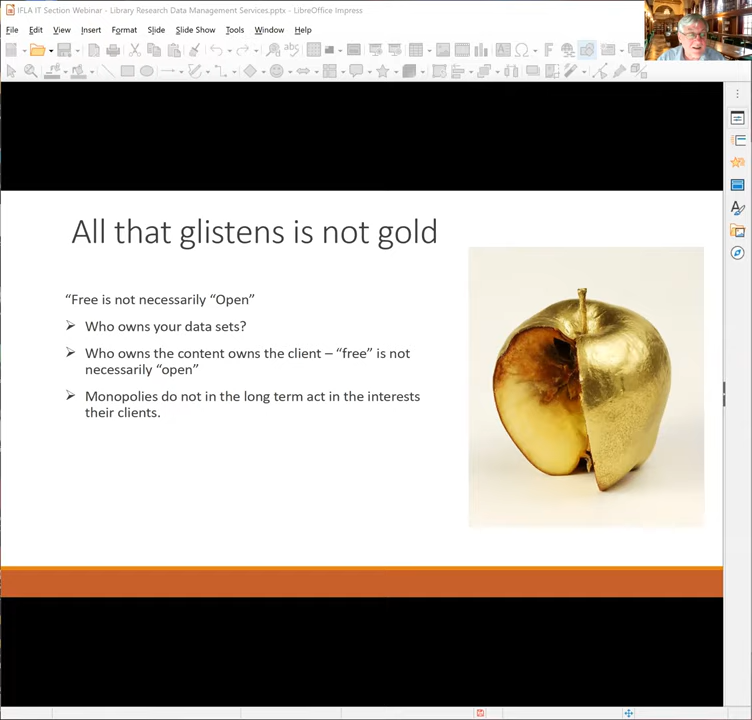 IFLA IT Section Webinar - Library Research Data Management Services.pptx - LibreOffice Impress
File Edit View Insert Format Slide Slide Show Tools Window Help
All that glistens is not gold
“Free is not necessarily “Open”
Who owns your data sets?
Who owns the content owns the client – “free” is not
necessarily “open”
Monopolies do not in the long term act in the interests
their clients.